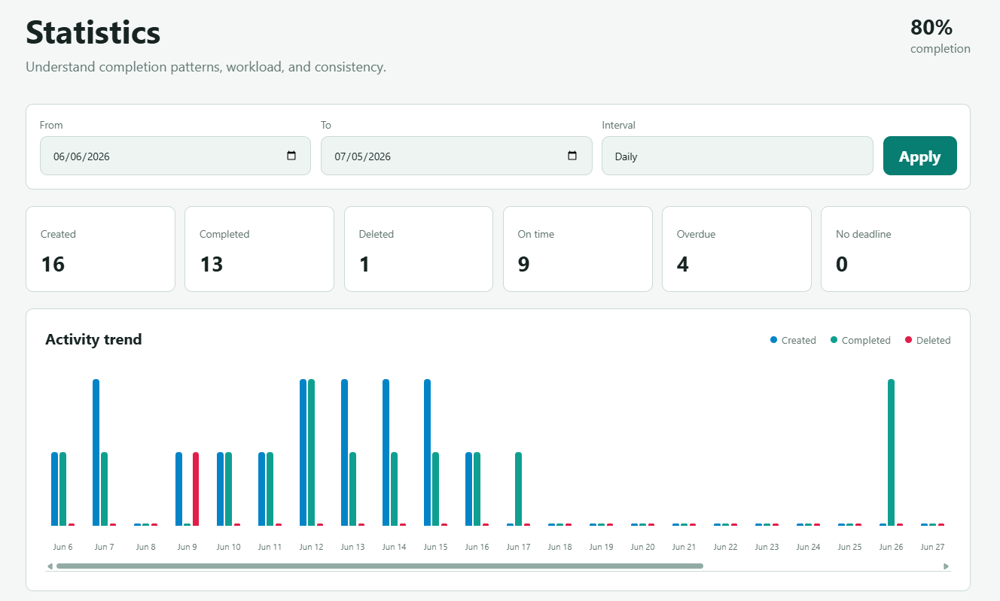 Statistics
80%
completion
Understand completion patterns, workload, and consistency.
From
To
Interval
06/06/2026
07/05/2026
Daily
Apply
Created
Completed
Deleted
On time
Overdue
No deadline
16
13
1
9
4
0
Activity trend
Created
Completed
Deleted
Jun 6
Jun 7
Jun 8
Jun 9
Jun 10
Jun 11
Jun 12
Jun 13
Jun 14
Jun 15
Jun 16
Jun 17
Jun 18
Jun 19
Jun 20
Jun 21
Jun 22
Jun 23
Jun 24
Jun 25
Jun 26
Jun 27